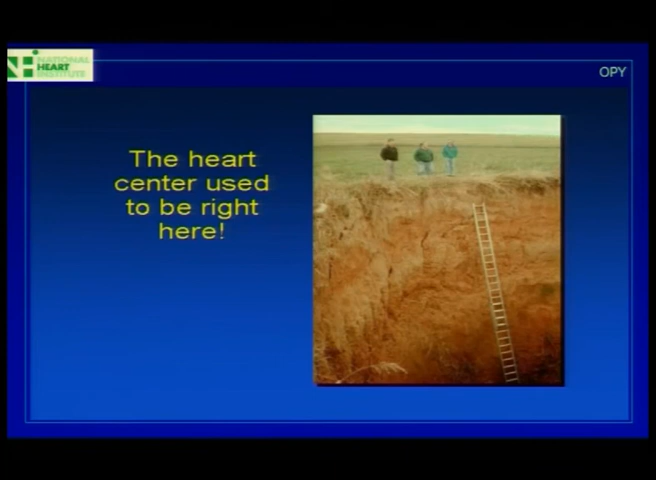 NATIONAL
HEART
INSTITUTE
OPY
The heart
center used
to be right
here!